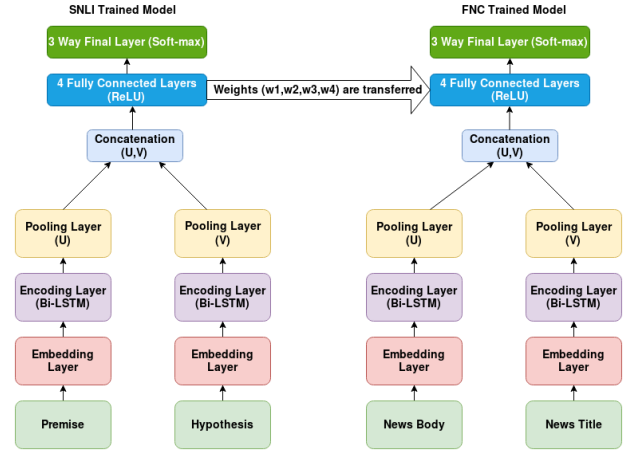 SNLI Trained Model
FNC Trained Model
3 Way Final Layer (Soft-max)
3 Way Final Layer (Soft-max)
4 Fully Connected Layers
(ReLU)
Weights (w1,w2,w3,w4) are transferred
4 Fully Connected Layers
(ReLU)
Concatenation
(U,V)
Concatenation
(U,V)
Pooling Layer
(U)
Pooling Layer
(V)
Pooling Layer
(U)
Pooling Layer
(V)
Encoding Layer
(Bi-LSTM)
Encoding Layer
(Bi-LSTM)
Encoding Layer
(Bi-LSTM)
Encoding Layer
(Bi-LSTM)
Embedding
Layer
Embedding
Layer
Embedding
Layer
Embedding
Layer
Premise
Hypothesis
News Body
News Title